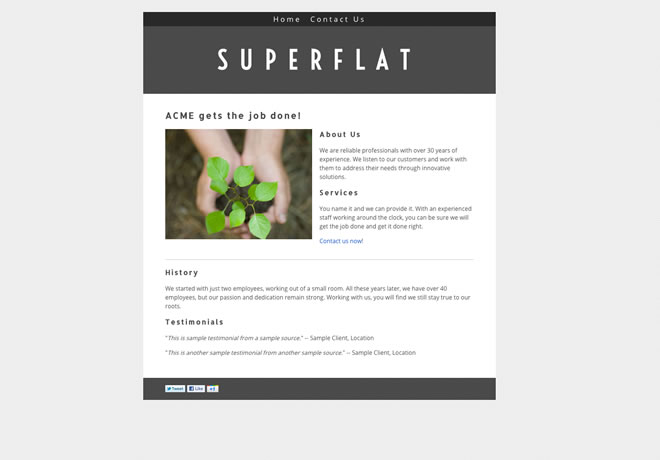 Home Contact Us
SUPERFLAT
ACME gets the job done!
About Us
We are reliable professionals with over 30 years of
experience. We listen to our customers and work with
them to address their needs through innovative
solutions.
Services
You name it and we can provide it. With an experienced
staff working around the clock, you can be sure we will
get the job done and get it done right.
Contact us now!
History
We started with just two employees, working out of a small room. All these years later, we have over 40
employees, but our passion and dedication remain strong. Working with us, you will find we still stay true to our
roots.
Testimonials
"This is sample testimonial from a sample source." -- Sample Client, Location
"This is another sample testimonial from another sample source." -- Sample Client, Location
Tweet Like +1